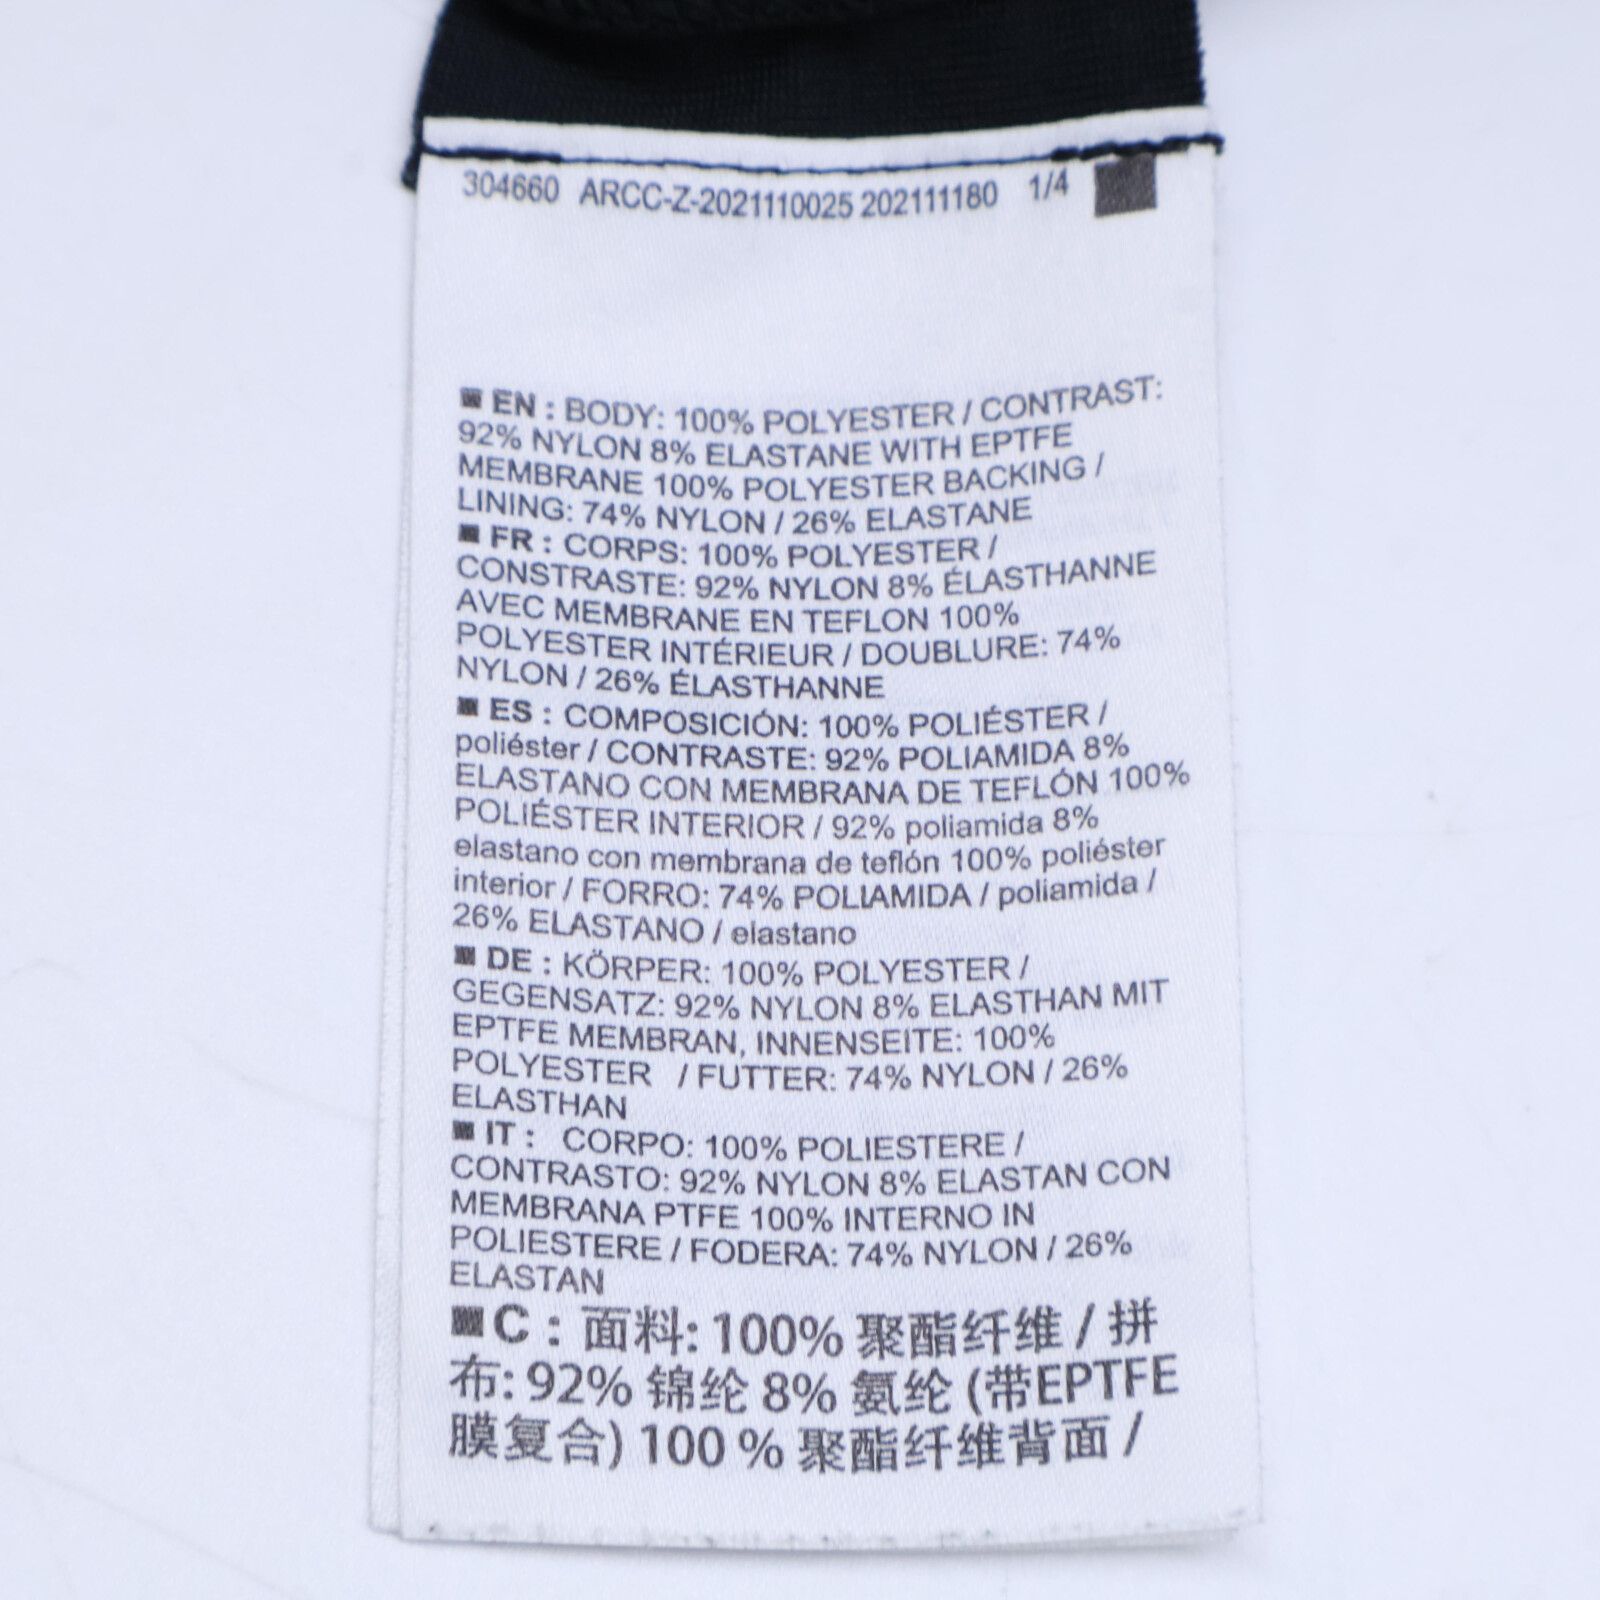 304660 ARCC-Z-2021110025 202111180 1/4
EN : BODY: 100% POLYESTER / CONTRAST:
92% NYLON 8% ELASTANE WITH EPTFE
MEMBRANE 100% POLYESTER BACKING /
LINING: 74% NYLON / 26% ELASTANE
FR : CORPS: 100% POLYESTER /
CONSTRASTE: 92% NYLON 8% ÉLASTHANNE
AVEC MEMBRANE EN TEFLON 100%
POLYESTER INTÉRIEUR / DOUBLURE: 74%
NYLON / 26% ÉLASTHANNE
ES : COMPOSICIÓN: 100% POLIÉSTER /
poliéster / CONTRASTE: 92% POLIAMIDA 8%
ELASTANO CON MEMBRANA DE TEFLÓN 100%
POLIÉSTER INTERIOR / 92% poliamida 8%
elastano con membrana de teflón 100% poliéster
interior / FORRO: 74% POLIAMIDA / poliamida /
26% ELASTANO / elastano
DE : KÖRPER: 100% POLYESTER /
GEGENSATZ: 92% NYLON 8% ELASTHAN MIT
EPTFE MEMBRAN, INNENSEITE: 100%
POLYESTER / FUTTER: 74% NYLON / 26%
ELASTHAN
IT : CORPO: 100% POLIESTERE /
CONTRASTO: 92% NYLON 8% ELASTAN CON
MEMBRANA PTFE 100% INTERNO IN
POLIESTERE / FODERA: 74% NYLON / 26%
ELASTAN
C : 面料: 100% 聚酯纤维 / 拼
布: 92% 锦纶 8% 氨纶 (带EPTFE
膜复合) 100 % 聚酯纤维背面 /